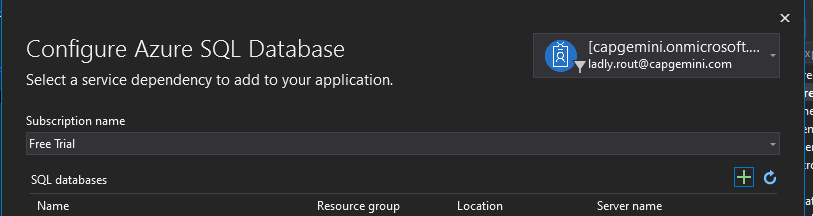 Configure Azure SQL Database
[capgemini.onmicrosoft....
ladly.rout@capgemini.com
Select a service dependency to add to your application.
Subscription name
Free Trial
SQL databases
Name Resource group Location Server name